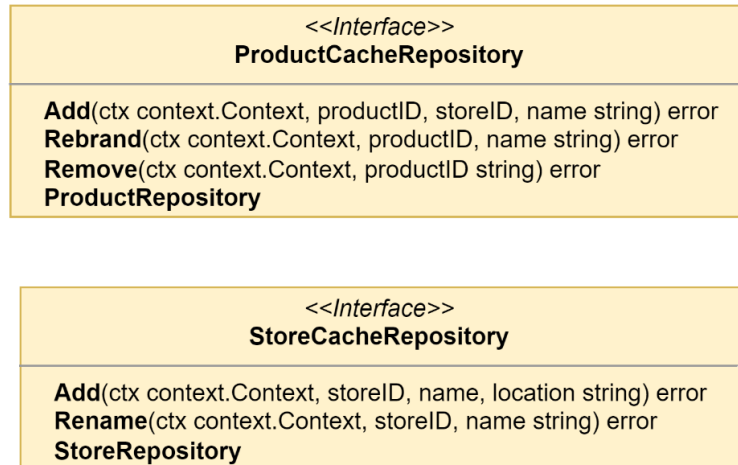 <<Interface>>
ProductCacheRepository
Add(ctx context.Context, productID, storeID, name string) error
Rebrand(ctx context.Context, productID, name string) error
Remove(ctx context.Context, productID string) error
ProductRepository
<<Interface>>
StoreCacheRepository
Add(ctx context.Context, storeID, name, location string) error
Rename(ctx context.Context, storeID, name string) error
StoreRepository